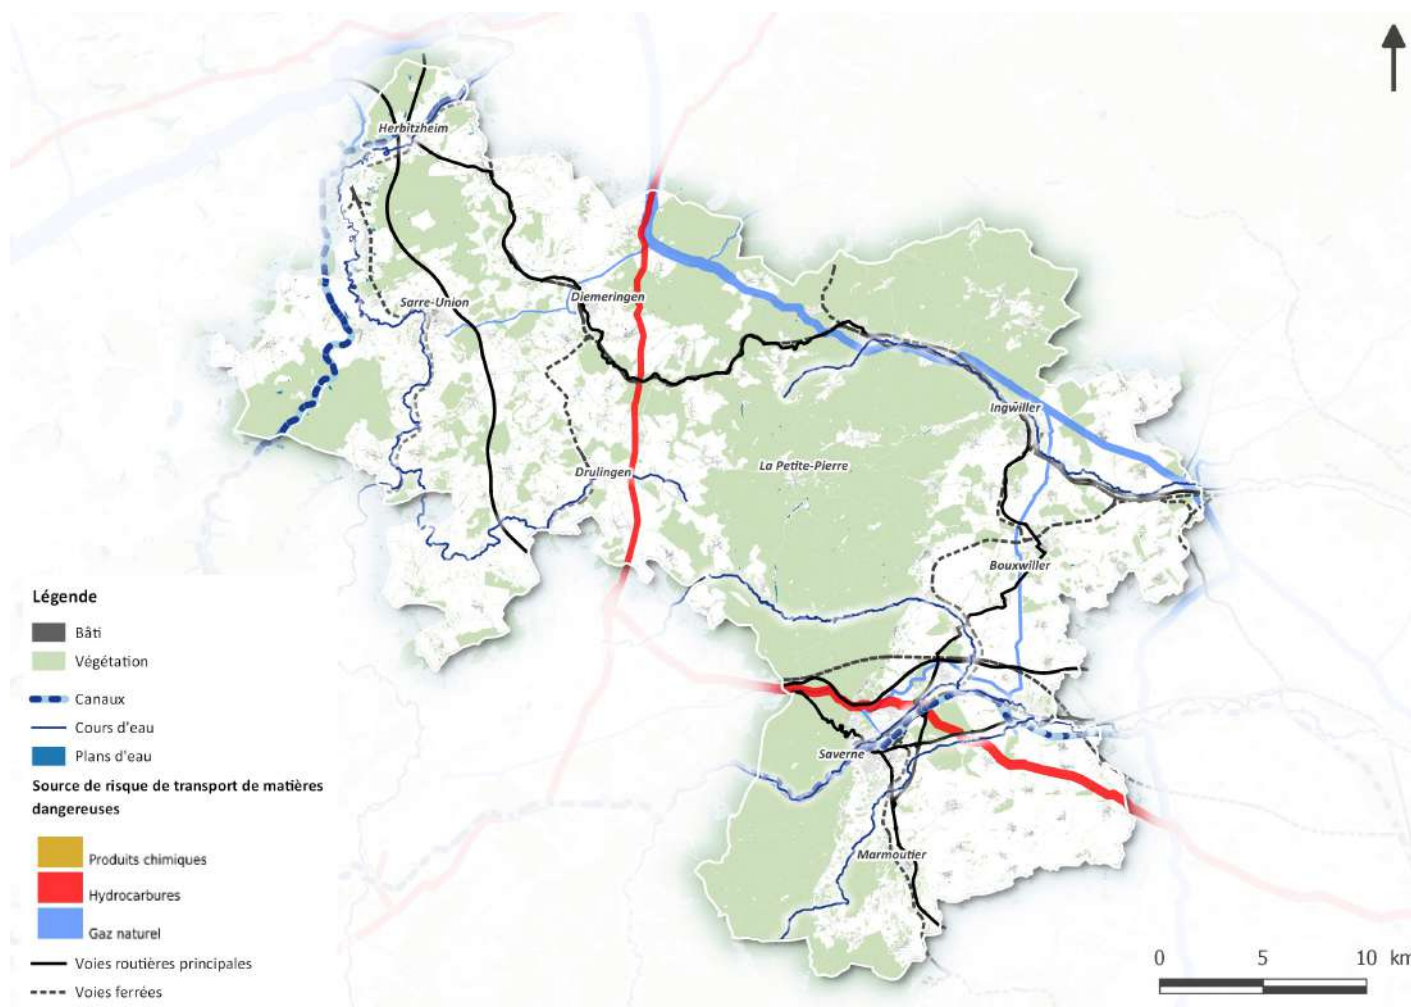 Herbitzheim
Sarre-Union
Diemeringen
Ingwiller
La Petite-Pierre
Drulingen
Bouxwiller
Saverne
Marmoutier
Légende
Bâti
Végétation
Canaux
Cours d'eau
Plans d'eau
Source de risque de transport de matières
dangereuses
Produits chimiques
Hydrocarbures
Gaz naturel
Voies routières principales
Voies ferrées
0 5 10 km